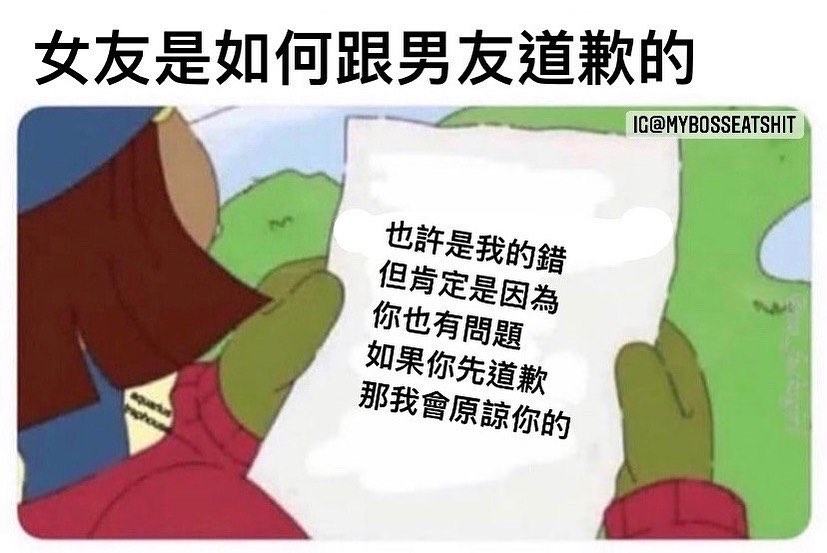 女友是如何跟男友道歉的
IG@MYBOSSEATSHIT
也許是我的錯
但肯定是因為
你也有問題
如果你先道歉
那我會原諒你的